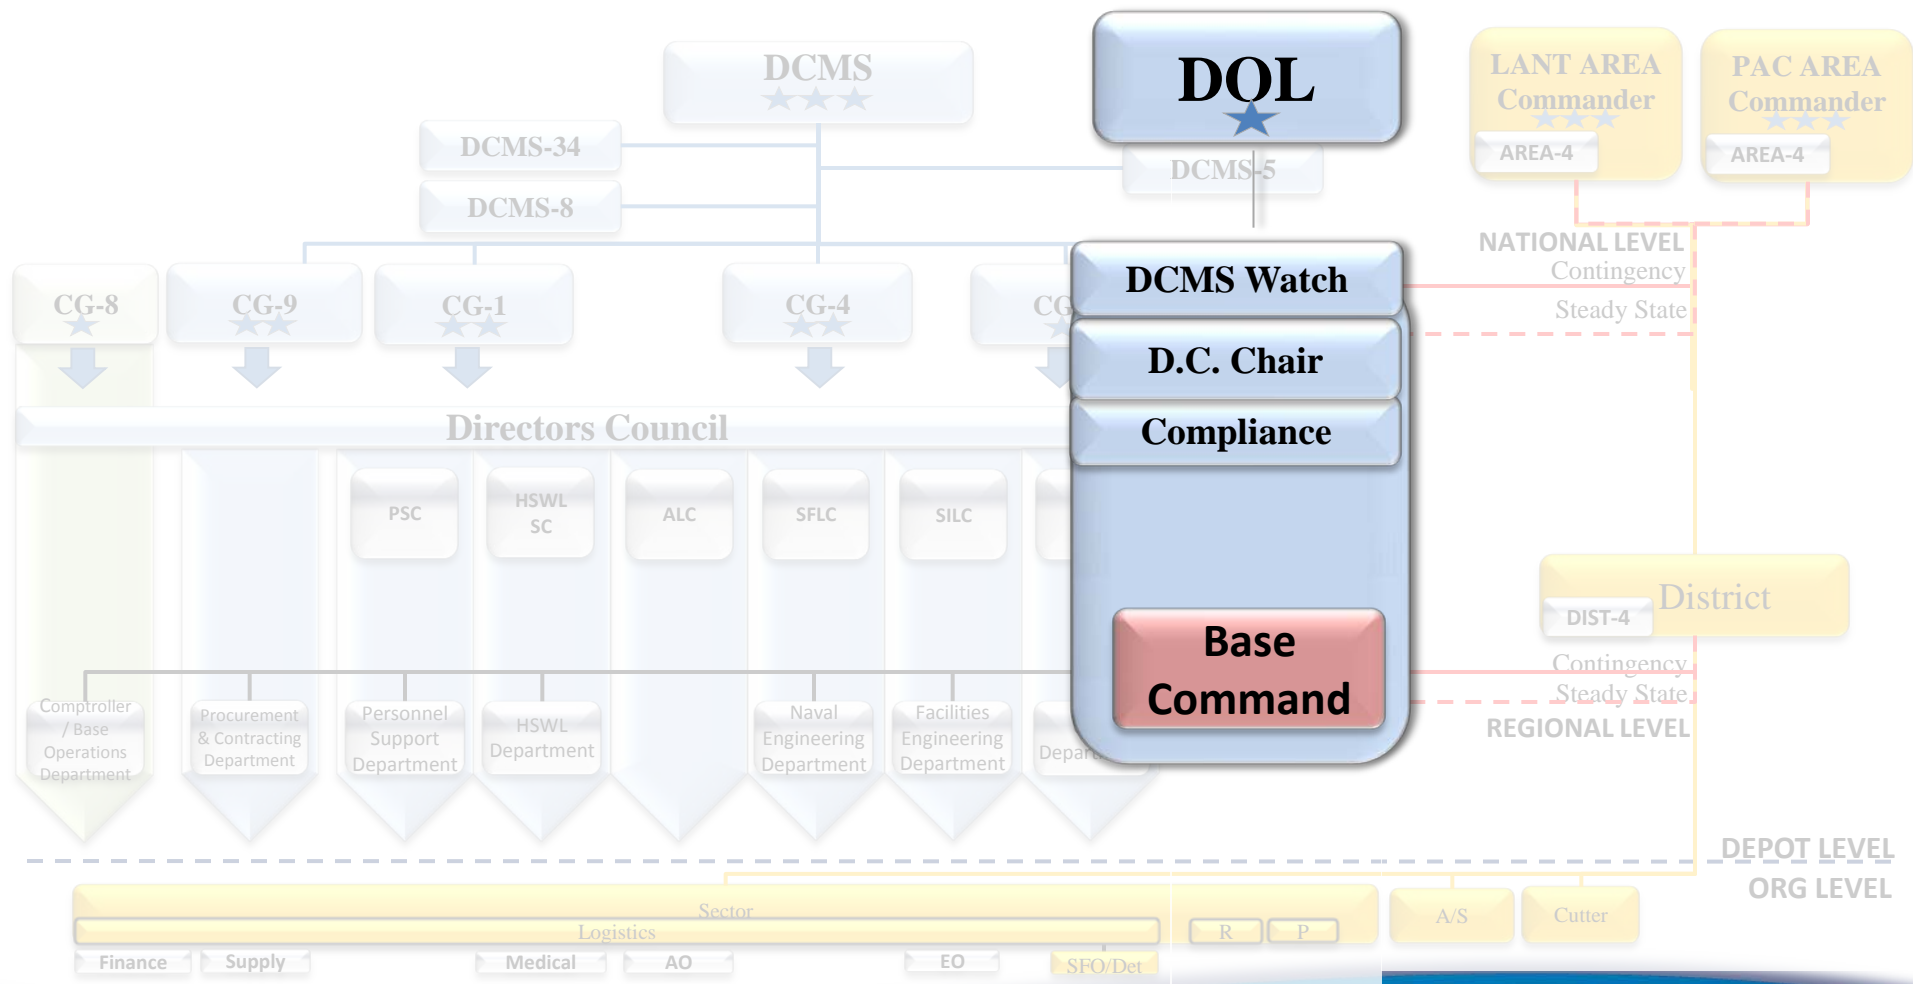 DCMS
DOL
LANT AREA
Commander
AREA-4
PAC AREA
Commander
AREA-4
DCMS-34
DCMS-5
DCMS-8
NATIONAL LEVEL
Contingency
Steady State
CG-8
CG-9
CG-1
CG-4
CG
DCMS Watch
D.C. Chair
Compliance
Directors Council
PSC
HSWL
SC
ALC
SFLC
SILC
Base
Command
District
DIST-4
Contingency
Steady State
REGIONAL LEVEL
Comptroller
/ Base
Operations
Department
Procurement
& Contracting
Department
Personnel
Support
Department
HSWL
Department
Naval
Engineering
Department
Facilities
Engineering
Department
DEPOT LEVEL
ORG LEVEL
Sector
Logistics
R
P
A/S
Cutter
Finance
Supply
Medical
AO
EO
SFO/Det